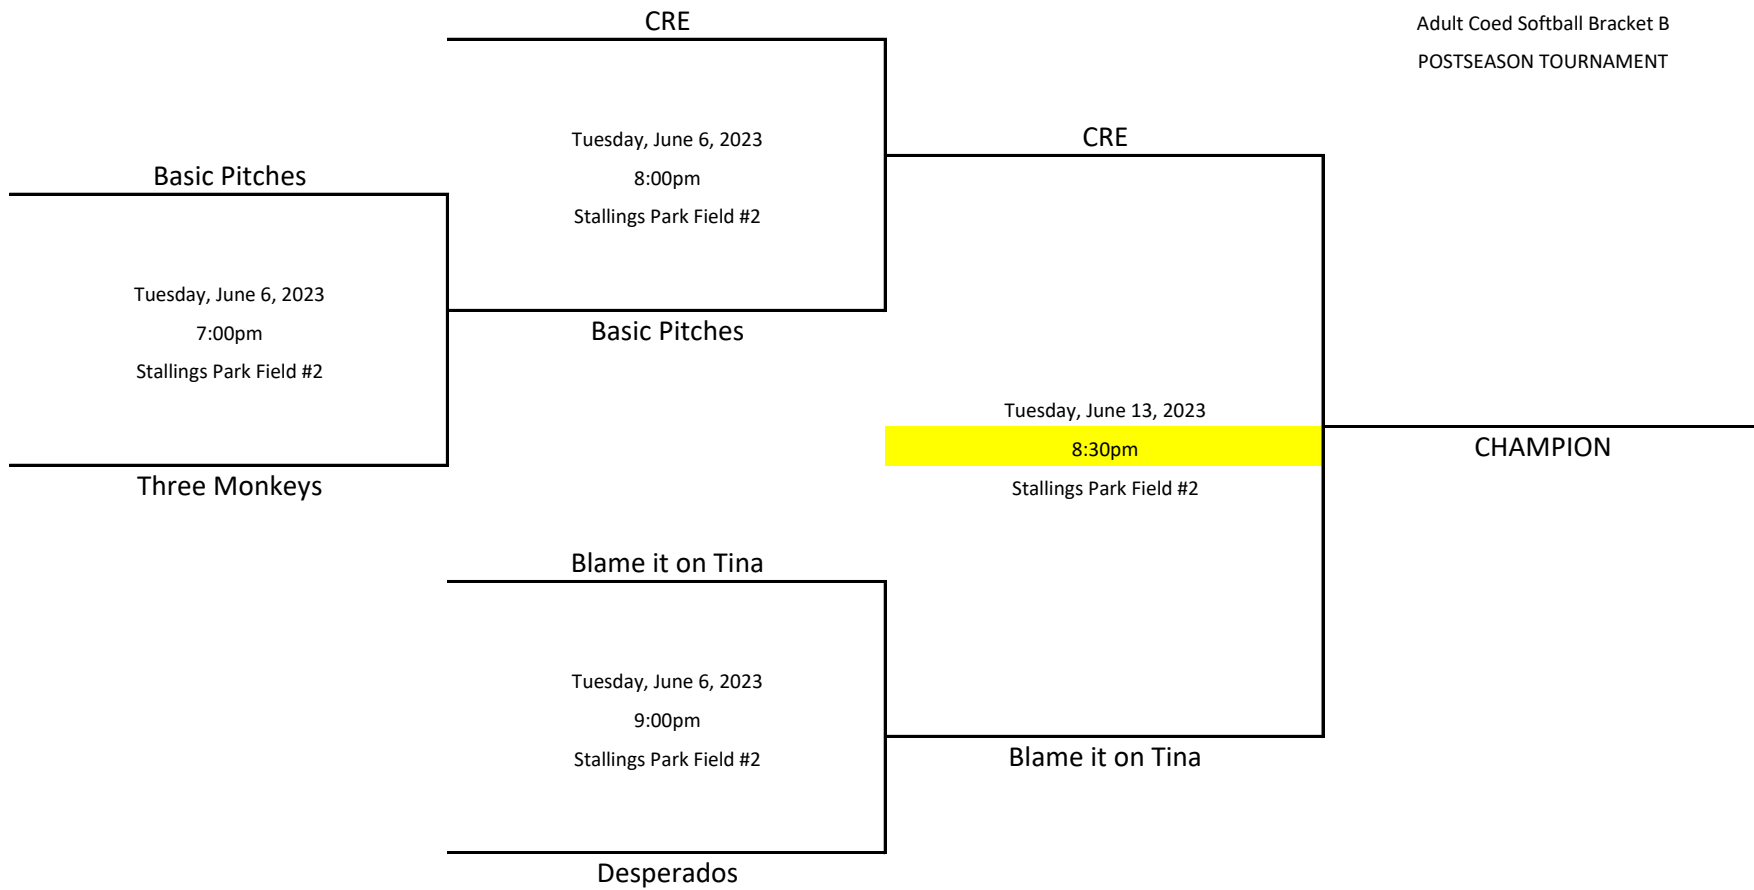 CRE
Adult Coed Softball Bracket B
POSTSEASON TOURNAMENT
Tuesday, June 6, 2023
8:00pm
Stallings Park Field #2
CRE
Basic Pitches
Tuesday, June 6, 2023
7:00pm
Stallings Park Field #2
Basic Pitches
Three Monkeys
Tuesday, June 13, 2023
8:30pm
Stallings Park Field #2
CHAMPION
Blame it on Tina
Tuesday, June 6, 2023
9:00pm
Stallings Park Field #2
Blame it on Tina
Desperados